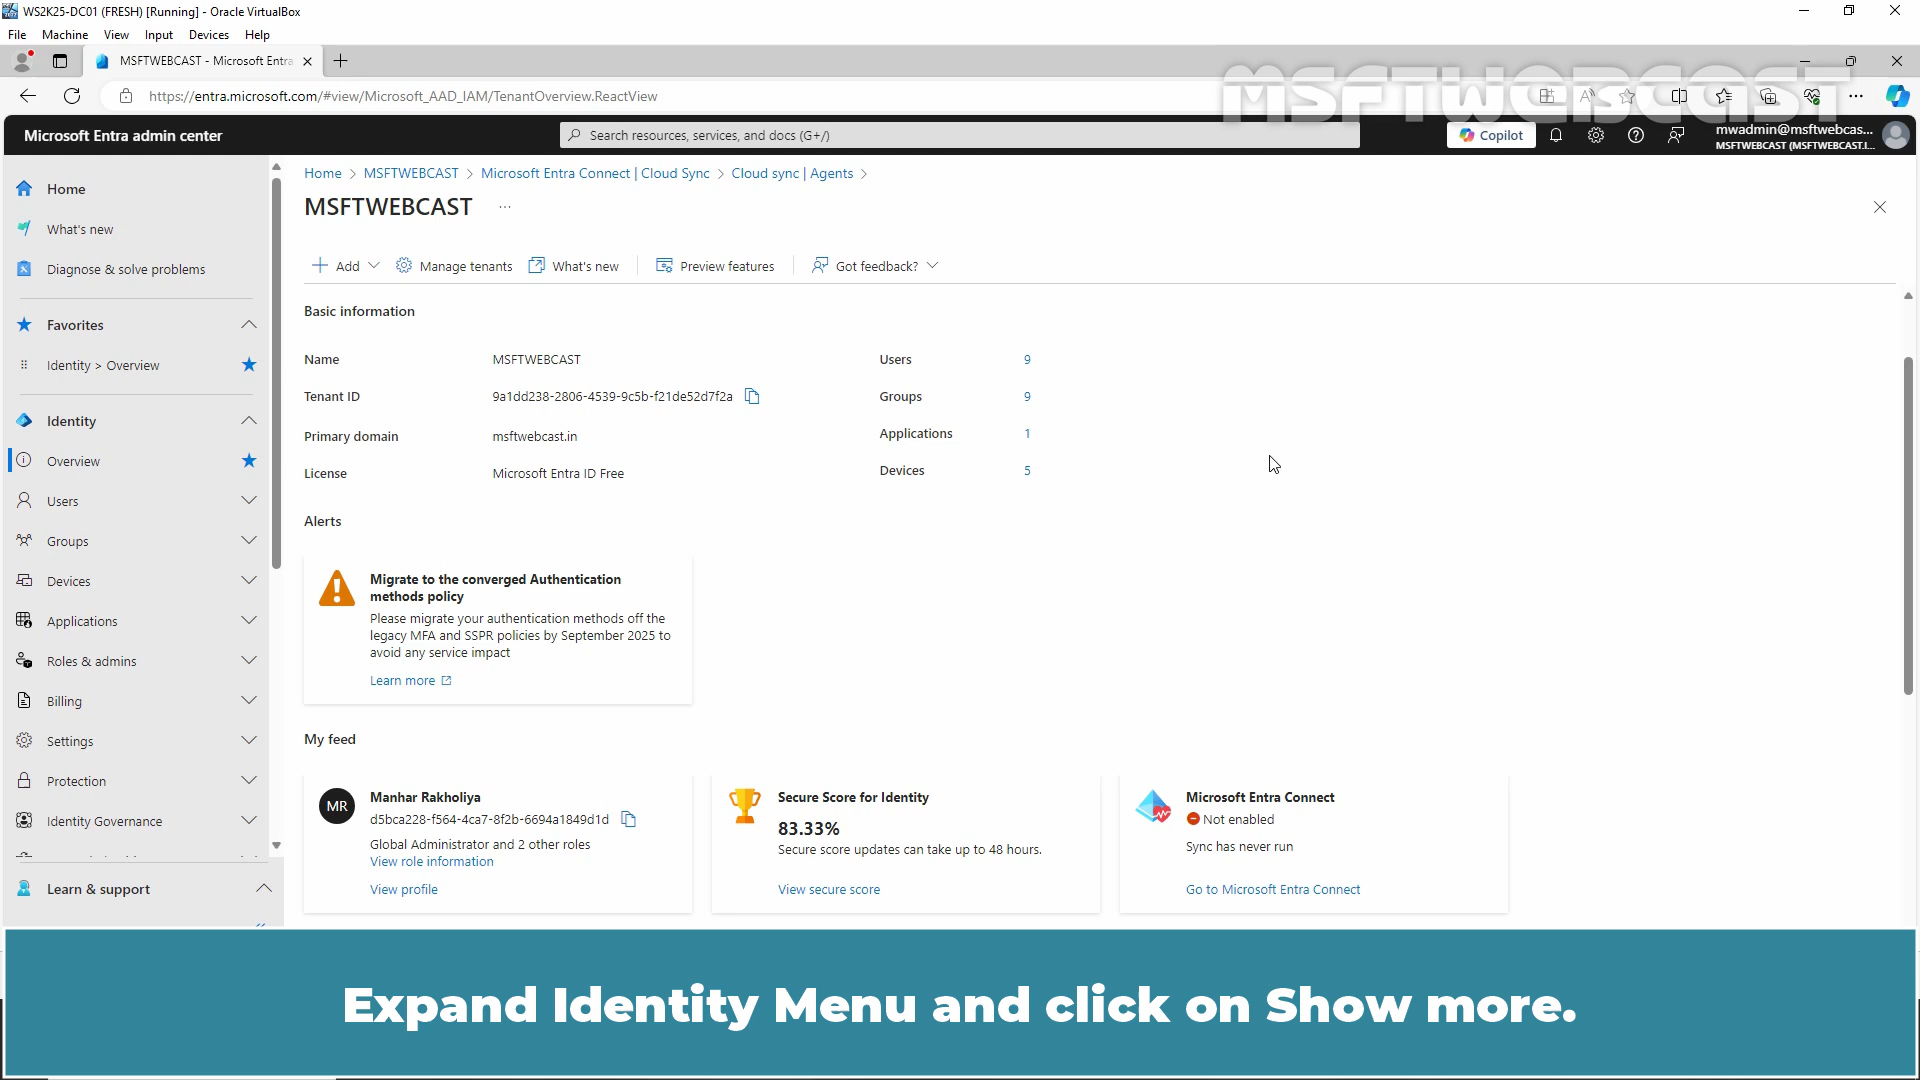 WS2K25-DC01 (FRESH) [Running] - Oracle VirtualBox
File Machine View Input Devices Help
MSFTWEBCAST - Microsoft Entra
https://entra.microsoft.com/#view/Microsoft_AAD_IAM/TenantOverview.ReactView
MSFTWEBCAST
Microsoft Entra admin center
Search resources, services, and docs (G+/)
Copilot
mwadmin@msftwebcas...
MSFTWEBCAST (MSFTWEBCAST.I...
Home
What's new
Diagnose & solve problems
Favorites
Identity > Overview
Identity
Overview
Users
Groups
Devices
Applications
Roles & admins
Billing
Settings
Protection
Identity Governance
Learn & support
Home > MSFTWEBCAST > Microsoft Entra Connect | Cloud Sync > Cloud sync | Agents >
MSFTWEBCAST ...
Add Manage tenants What's new Preview features Got feedback?
Basic information
Name MSFTWEBCAST Users 9
Tenant ID 9a1dd238-2806-4539-9c5b-f21de52d7f2a Groups 9
Primary domain msftwebcast.in Applications 1
License Microsoft Entra ID Free Devices 5
Alerts
Migrate to the converged Authentication
methods policy
Please migrate your authentication methods off the
legacy MFA and SSPR policies by September 2025 to
avoid any service impact
Learn more
My feed
MR
Manhar Rakholiya
d5bca228-f564-4ca7-8f2b-6694a1849d1d
Global Administrator and 2 other roles
View role information
View profile
Secure Score for Identity
83.33%
Secure score updates can take up to 48 hours.
View secure score
Microsoft Entra Connect
Not enabled
Sync has never run
Go to Microsoft Entra Connect
Expand Identity Menu and click on Show more.